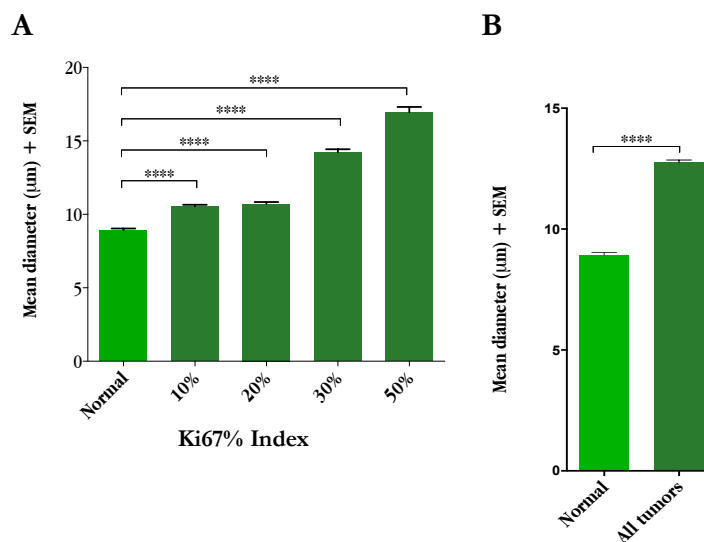 A
Mean diameter (μm) + SEM
20
15
10
5
0
****
****
****
****
Normal
10%
20%
30%
50%
Ki67% Index
B
Mean diameter (μm) + SEM
15
10
5
0
****
Normal
All tumors